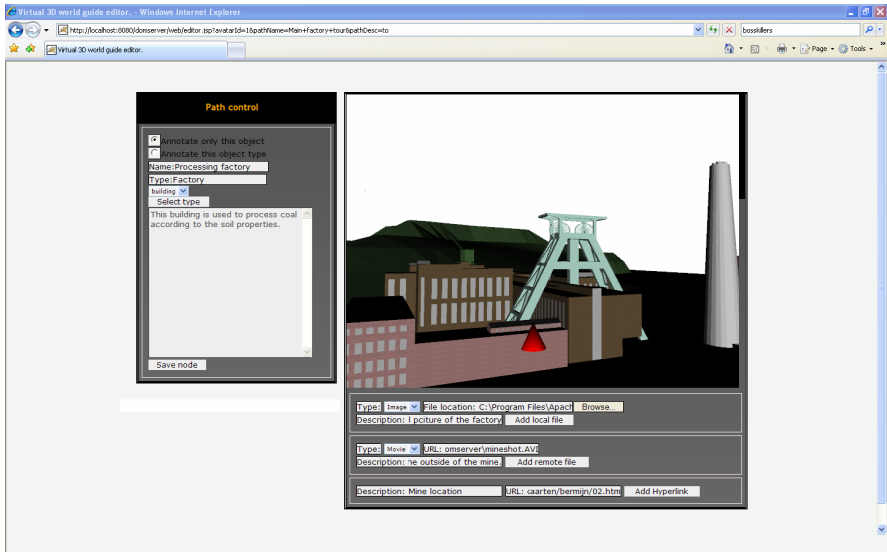 Virtual 3D world guide editor. - Windows Internet Explorer
http://localhost:8080/domserver/web/editor.jsp?avatarId=1&pathName=Main+factory+tour&pathDesc=to
bosskillers
Virtual 3D world guide editor.
Page
Tools
Path control
Annotate only this object
Annotate this object type
Name:Processing factory
Type:Factory
building
Select type
This building is used to process coal
according to the soil properties.
Save node
Type: Image File location: C:\Program Files\Apach Browse...
Description: l pciture of the factory Add local file
Type: Movie URL: omserver\mineshot.AVI
Description: he outside of the mine. Add remote file
Description: Mine location URL: caarten/bermijn/02.htm Add Hyperlink